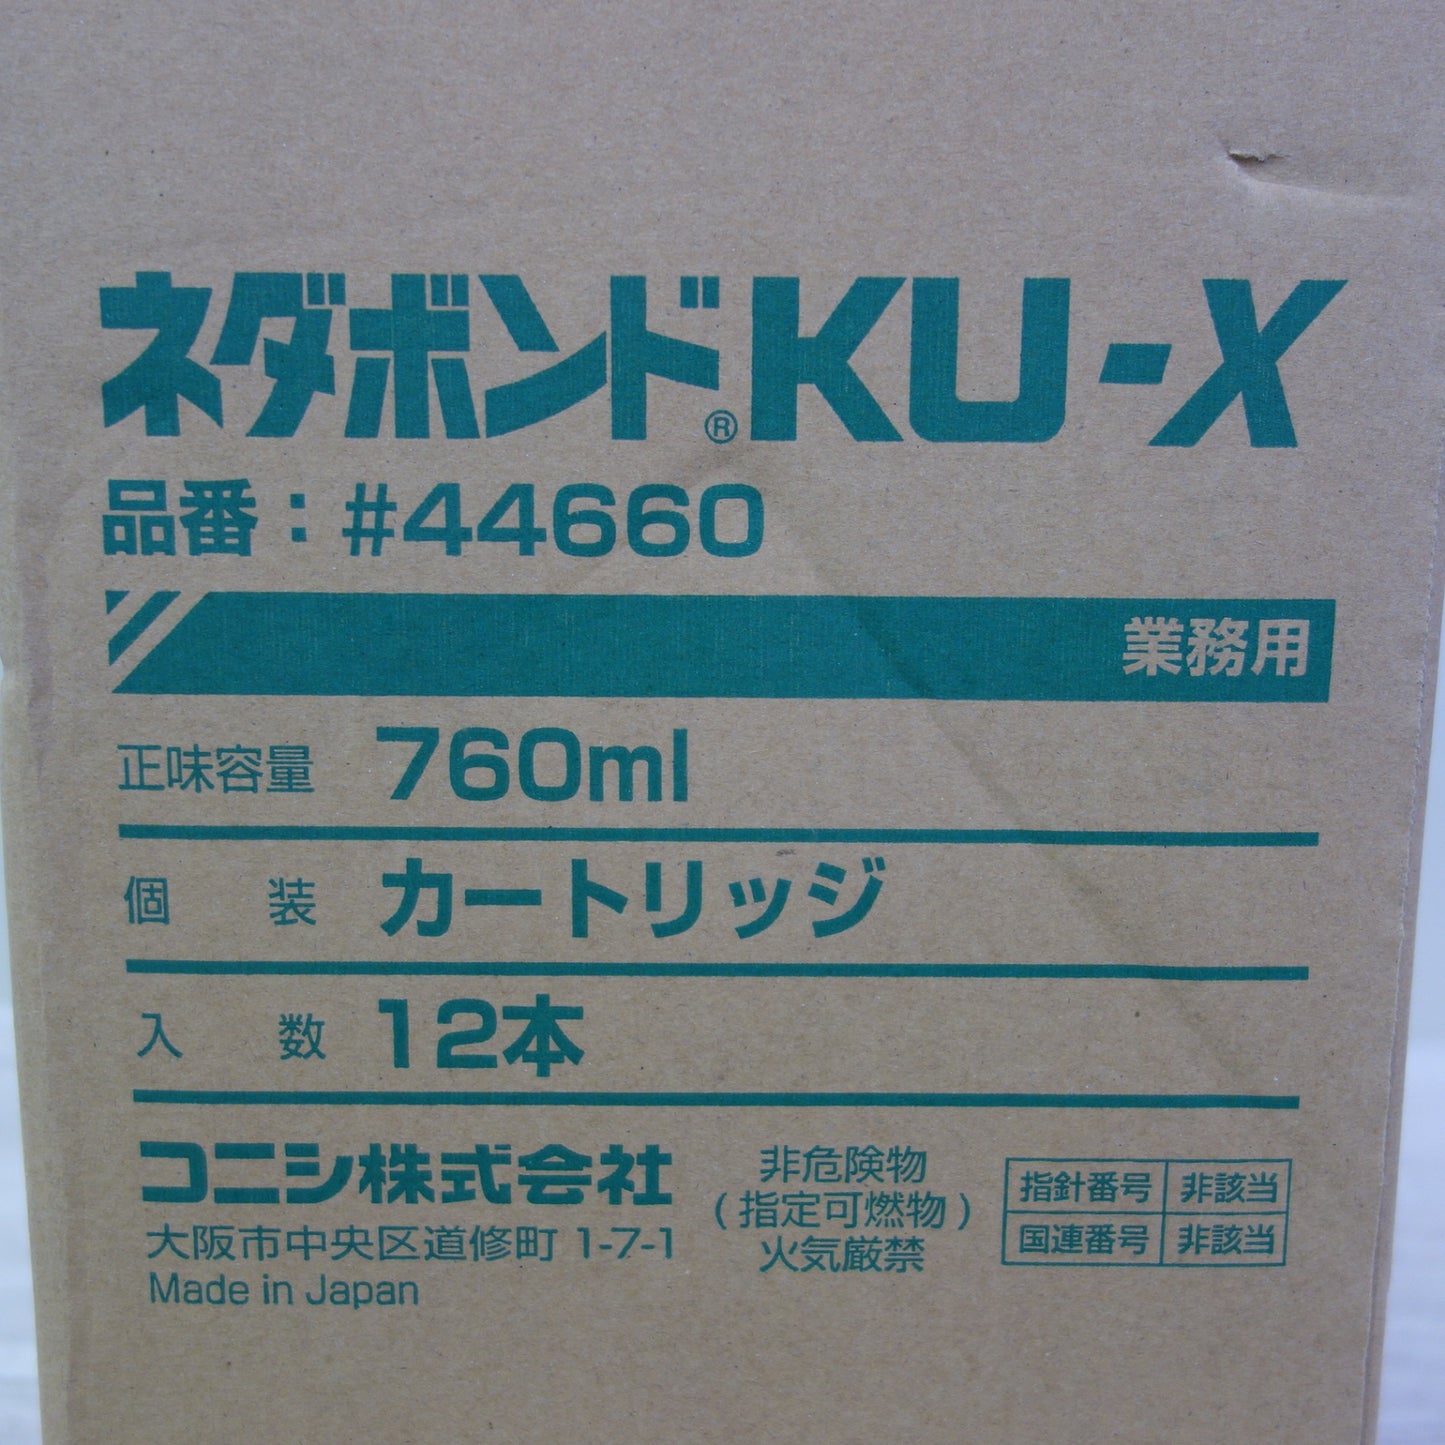 ネダボンド®KU-X
品番：#44660
業務用
正味容量 760ml
個装 カートリッジ
入数 12本
コニシ株式会社
大阪市中央区道修町 1-7-1
Made in Japan
非危険物
(指定可燃物)
火気厳禁
指針番号 非該当
国連番号 非該当